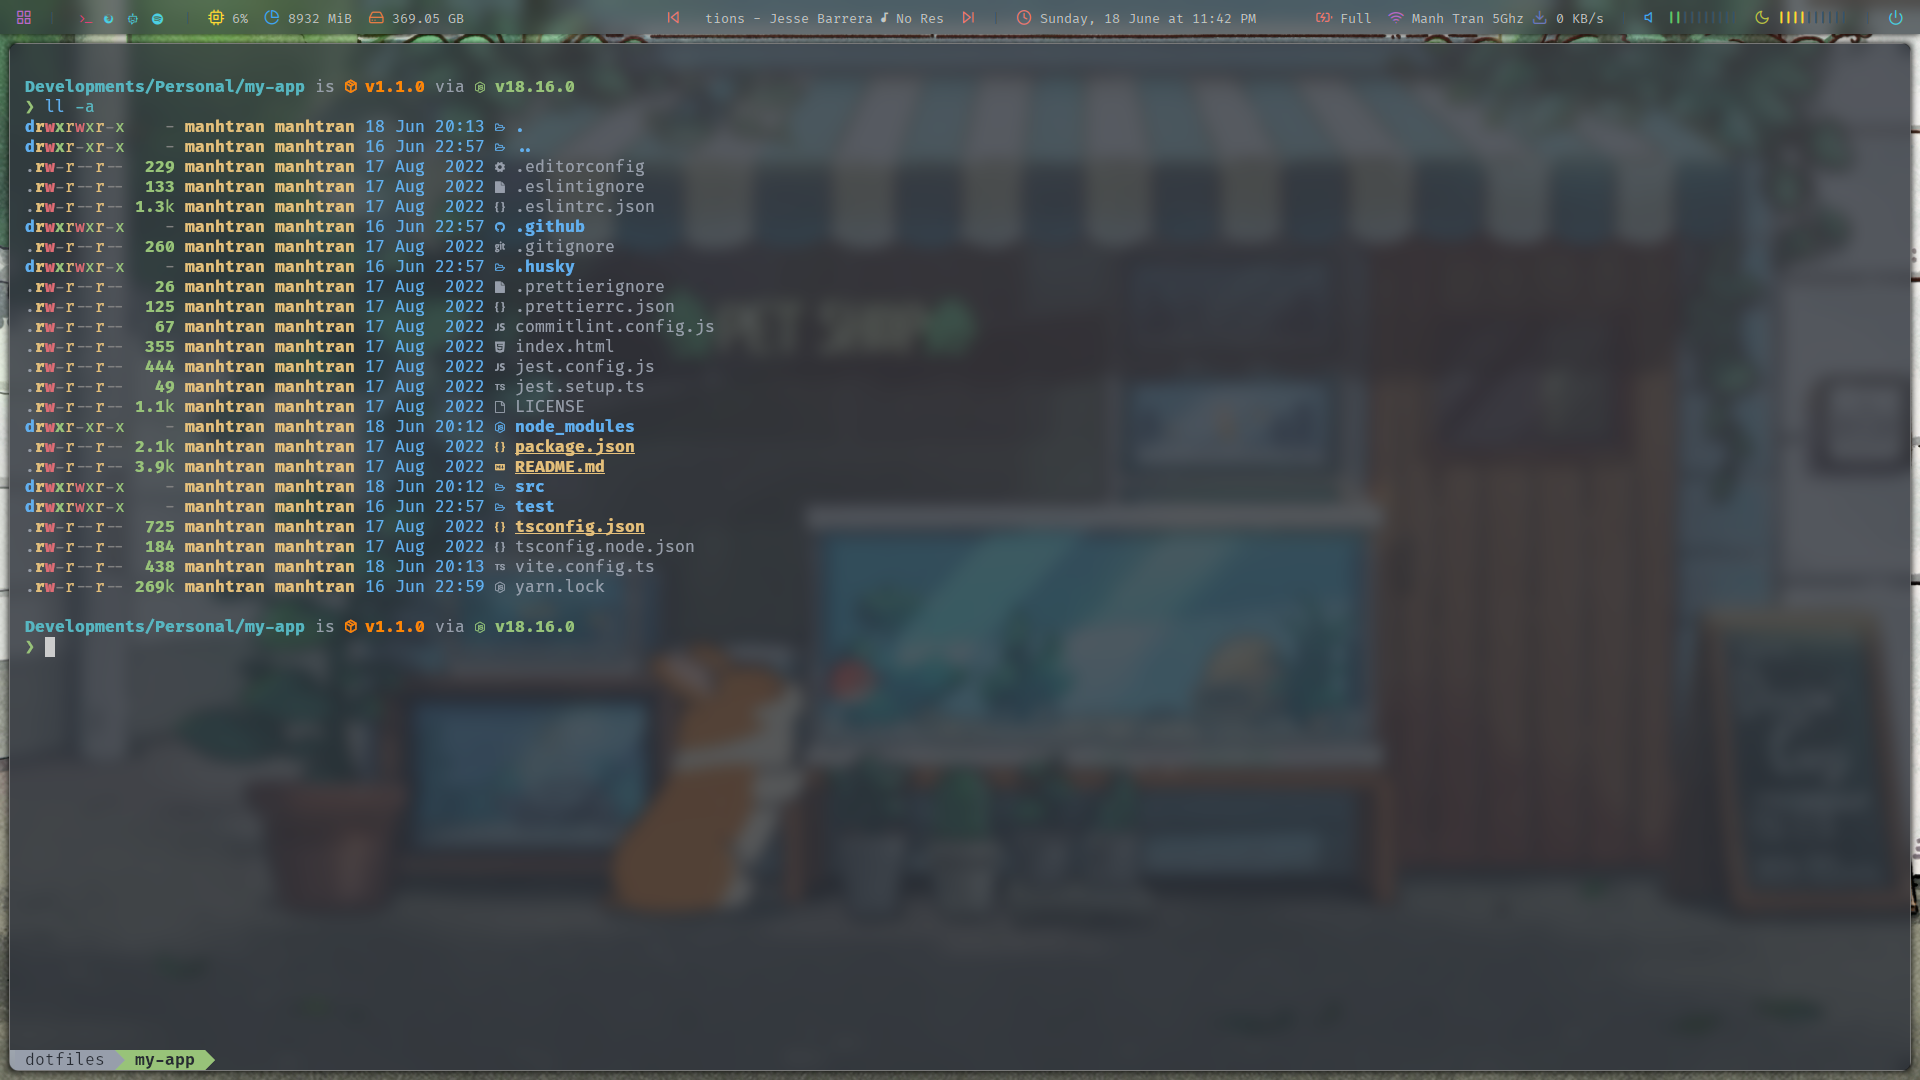 6% 8932 MiB 369.05 GB tions - Jesse Barrera No Res Sunday, 18 June at 11:42 PM Full Manh Tran 5Ghz 0 KB/s
Developments/Personal/my-app is v1.1.0 via v18.16.0
❯ ll -a
drwxrwxr-x - manhtran manhtran 18 Jun 20:13 .
drwxr-xr-x - manhtran manhtran 16 Jun 22:57 ..
.rw-r--r-- 229 manhtran manhtran 17 Aug 2022 .editorconfig
.rw-r--r-- 133 manhtran manhtran 17 Aug 2022 .eslintignore
.rw-r--r-- 1.3k manhtran manhtran 17 Aug 2022 {} .eslintrc.json
drwxrwxr-x - manhtran manhtran 16 Jun 22:57 .github
.rw-r--r-- 260 manhtran manhtran 17 Aug 2022 git .gitignore
drwxrwxr-x - manhtran manhtran 16 Jun 22:57 .husky
.rw-r--r-- 26 manhtran manhtran 17 Aug 2022 .prettierignore
.rw-r--r-- 125 manhtran manhtran 17 Aug 2022 {} .prettierrc.json
.rw-r--r-- 67 manhtran manhtran 17 Aug 2022 JS commitlint.config.js
.rw-r--r-- 355 manhtran manhtran 17 Aug 2022 index.html
.rw-r--r-- 444 manhtran manhtran 17 Aug 2022 JS jest.config.js
.rw-r--r-- 49 manhtran manhtran 17 Aug 2022 TS jest.setup.ts
.rw-r--r-- 1.1k manhtran manhtran 17 Aug 2022 LICENSE
drwxr-xr-x - manhtran manhtran 18 Jun 20:12 node_modules
.rw-r--r-- 2.1k manhtran manhtran 17 Aug 2022 {} package.json
.rw-r--r-- 3.9k manhtran manhtran 17 Aug 2022 README.md
drwxrwxr-x - manhtran manhtran 18 Jun 20:12 src
drwxrwxr-x - manhtran manhtran 16 Jun 22:57 test
.rw-r--r-- 725 manhtran manhtran 17 Aug 2022 {} tsconfig.json
.rw-r--r-- 184 manhtran manhtran 17 Aug 2022 {} tsconfig.node.json
.rw-r--r-- 438 manhtran manhtran 18 Jun 20:13 TS vite.config.ts
.rw-r--r-- 269k manhtran manhtran 16 Jun 22:59 yarn.lock
Developments/Personal/my-app is v1.1.0 via v18.16.0
❯
PET SHOP
dotfiles my-app